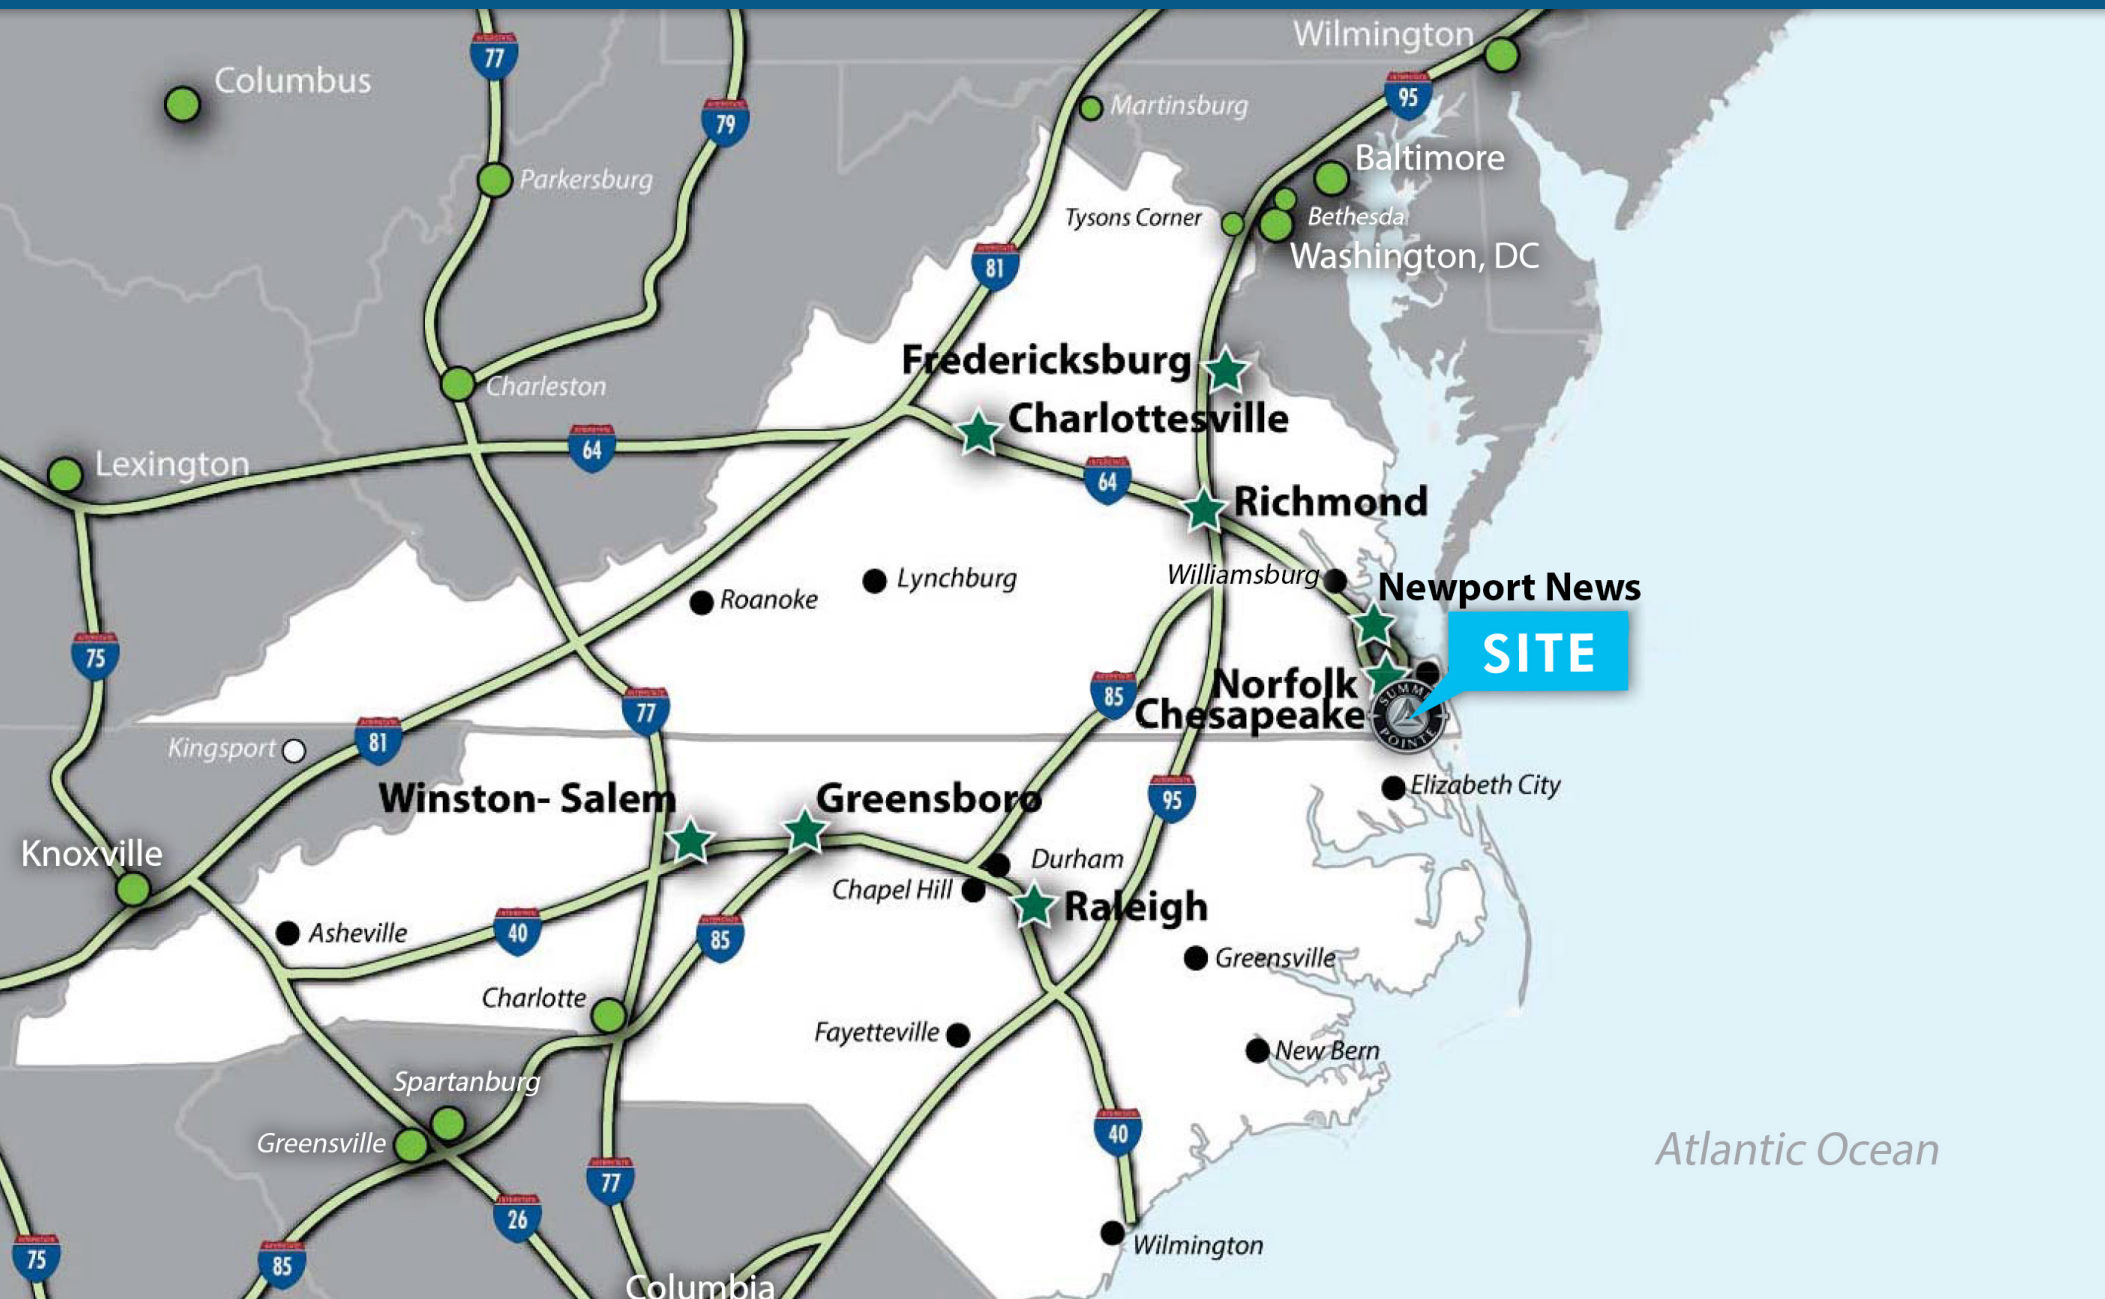 Wilmington
77
Columbus
95
Martinsburg
79
Baltimore
Parkersburg
Tysons Corner
Bethesda
Washington, DC
81
Fredericksburg
Charleston
Charlottesville
64
Lexington
64
Richmond
Williamsburg
Lynchburg
Newport News
Roanoke
75
SITE
Norfolk
85
77
Chesapeake
SUMM
POINTE
81
Kingsport
Elizabeth City
Winston- Salem
Greensboro
95
Knoxville
Durham
Chapel Hill
Raleigh
Asheville
40
85
Greensville
Charlotte
Fayetteville
New Bern
Spartanburg
40
Greensville
Atlantic Ocean
77
26
Wilmington
75
85
Columbia